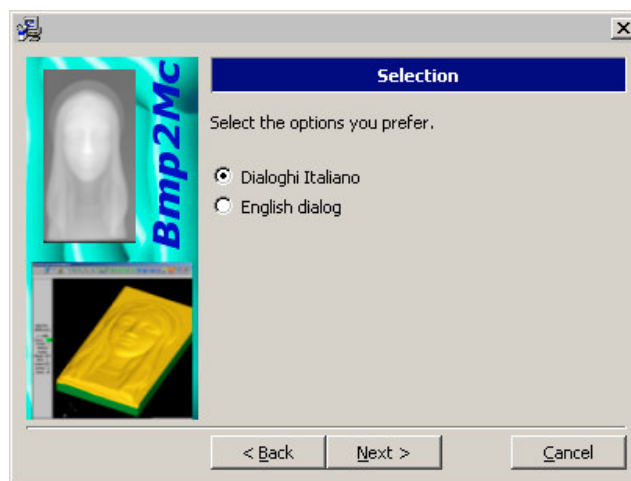 Selection
Bmp2Mc
Select the options you prefer.
Dialoghi Italiano
English dialog
< Back
Next >
Cancel